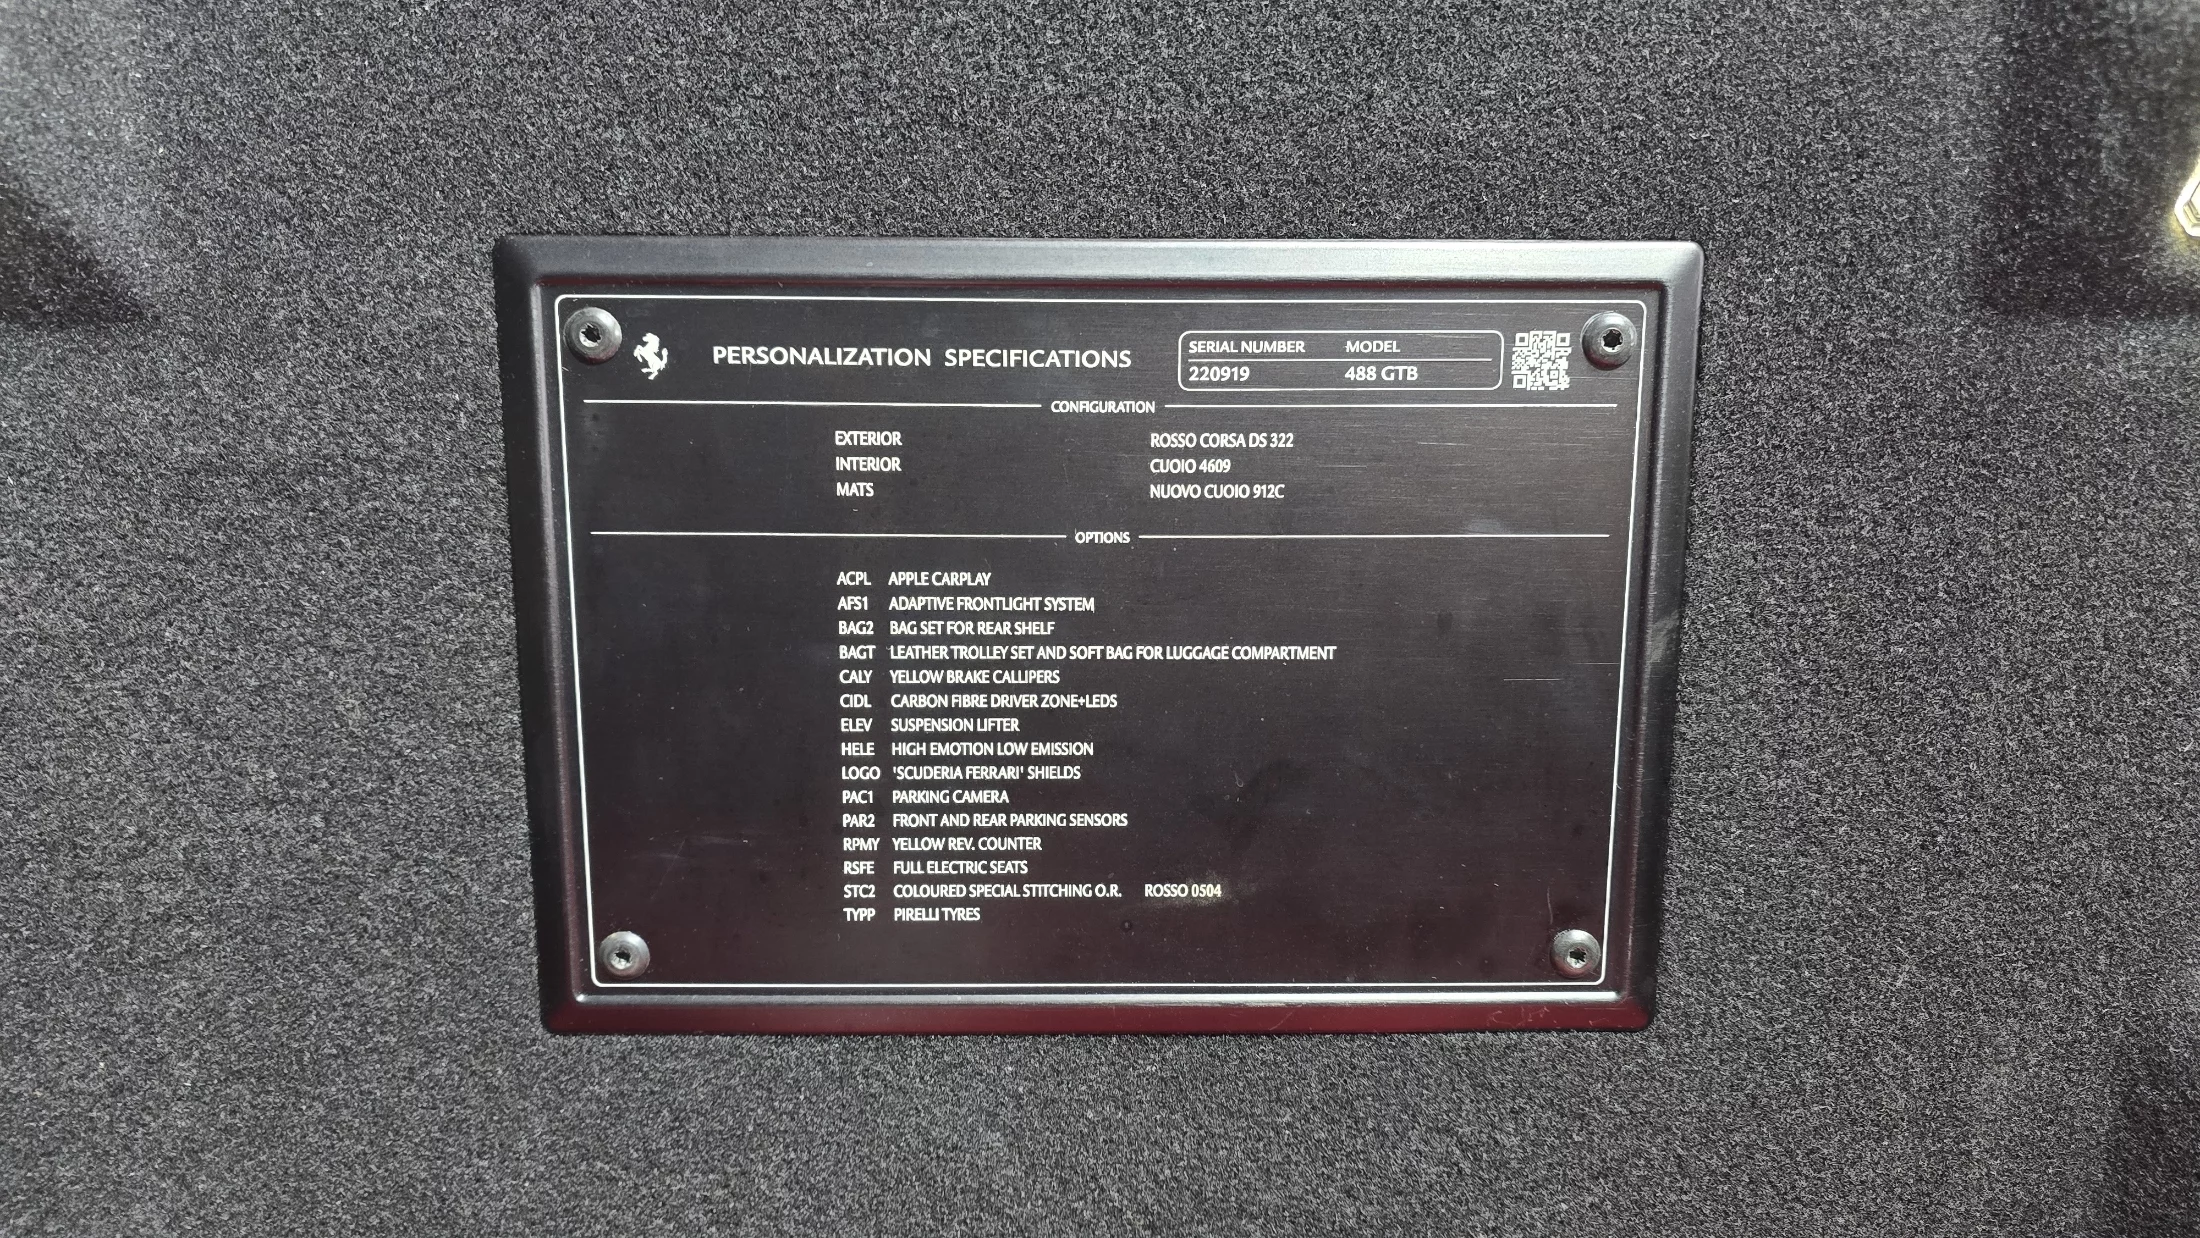 PERSONALIZATION SPECIFICATIONS
SERIAL NUMBER MODEL
220919 488 GTB
CONFIGURATION
EXTERIOR ROSSO CORSA DS 322
INTERIOR CUOIO 4609
MATS NUOVO CUOIO 912C
OPTIONS
ACPL APPLE CARPLAY
AFS1 ADAPTIVE FRONTLIGHT SYSTEM
BAG2 BAG SET FOR REAR SHELF
BAGT LEATHER TROLLEY SET AND SOFT BAG FOR LUGGAGE COMPARTMENT
CALY YELLOW BRAKE CALLIPERS
CIDL CARBON FIBRE DRIVER ZONE+LEDS
ELEV SUSPENSION LIFTER
HELE HIGH EMOTION LOW EMISSION
LOGO 'SCUDERIA FERRARI' SHIELDS
PAC1 PARKING CAMERA
PAR2 FRONT AND REAR PARKING SENSORS
RPMY YELLOW REV. COUNTER
RSFE FULL ELECTRIC SEATS
STC2 COLOURED SPECIAL STITCHING O.R. ROSSO 0504
TYPP PIRELLI TYRES